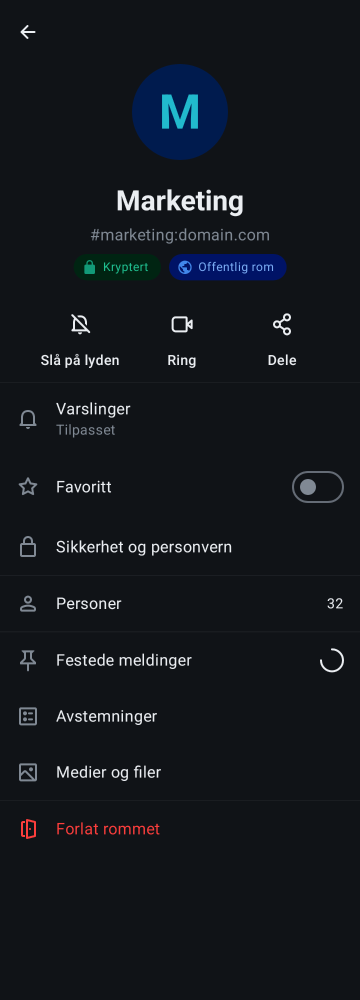 M
Marketing
#marketing:domain.com
Kryptert
Offentlig rom
Slå på lyden
Ring
Dele
Varslinger
Tilpasset
Favoritt
Sikkerhet og personvern
Personer
32
Festede meldinger
Avstemninger
Medier og filer
Forlat rommet